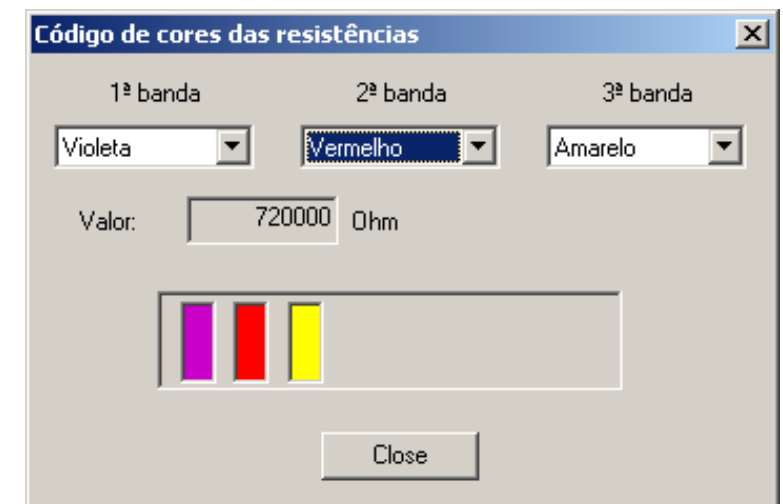 Código de cores das resistências
1ª banda 2ª banda 3ª banda
Violeta Vermelho Amarelo
Valor: 720000 Ohm
Close